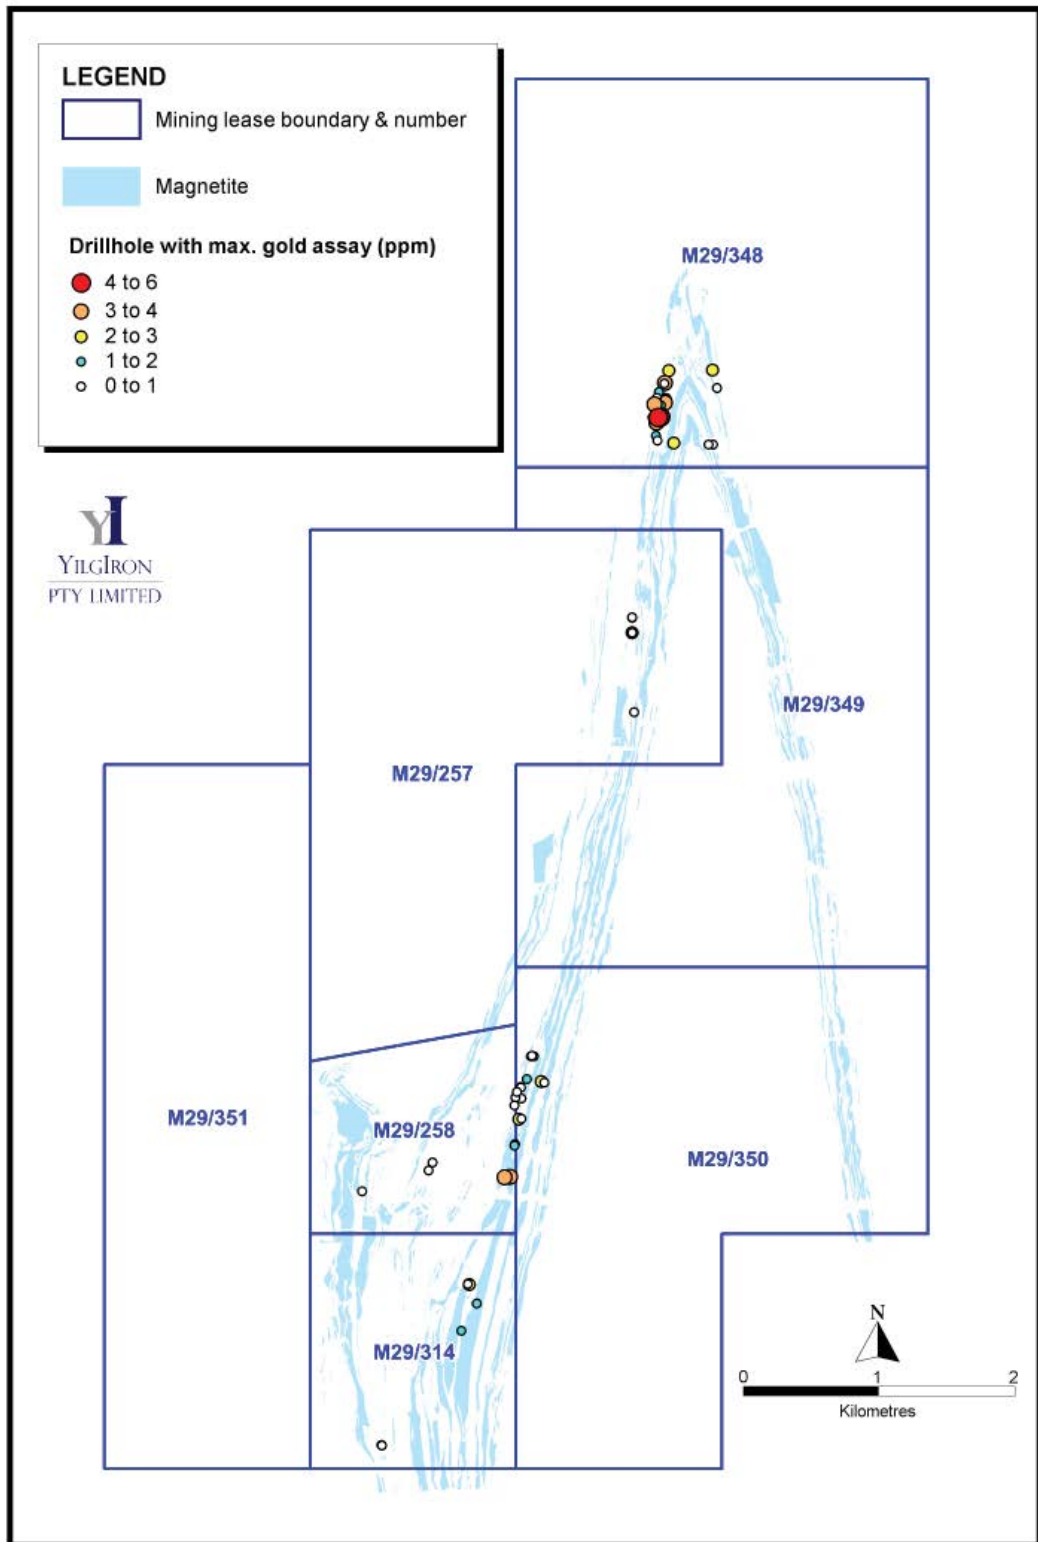 LEGEND
Mining lease boundary & number
Magnetite
Drillhole with max. gold assay (ppm)
4 to 6
3 to 4
2 to 3
1 to 2
0 to 1
M29/348
YI
YILGIRON
PTY LIMITED
M29/349
M29/257
M29/351
M29/258
M29/350
M29/314
N
0 1 2
Kilometres